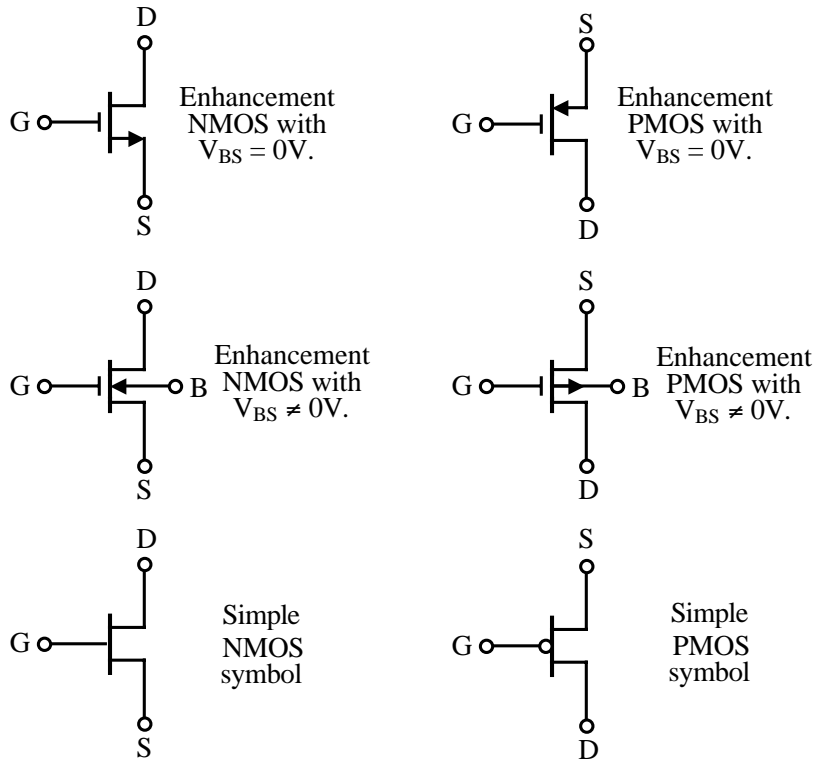 D
G
S
Enhancement
NMOS with
V_BS = 0V.
S
G
D
Enhancement
PMOS with
V_BS = 0V.
D
G
B
S
Enhancement
NMOS with
V_BS ≠ 0V.
S
G
B
D
Enhancement
PMOS with
V_BS ≠ 0V.
D
G
S
Simple
NMOS
symbol
S
G
D
Simple
PMOS
symbol